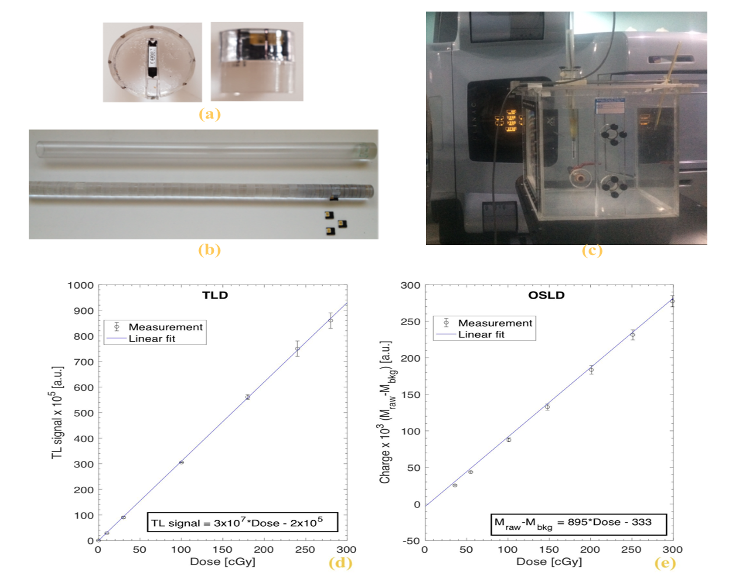 (a)
(b)
(c)
TLD
1000
900
800
700
600
500
400
300
200
100
0
TL signal x 10^5 [a.u.]
Measurement
Linear fit
TL signal = 3x10^7*Dose - 2x10^5
0 50 100 150 200 250 300
Dose [cGy]
(d)
OSLD
300
250
200
150
100
50
0
-50
Charge x 10^3 (M_raw-M_bkg) [a.u.]
Measurement
Linear fit
M_raw-M_bkg = 895*Dose - 333
0 50 100 150 200 250 300
Dose [cGy]
(e)